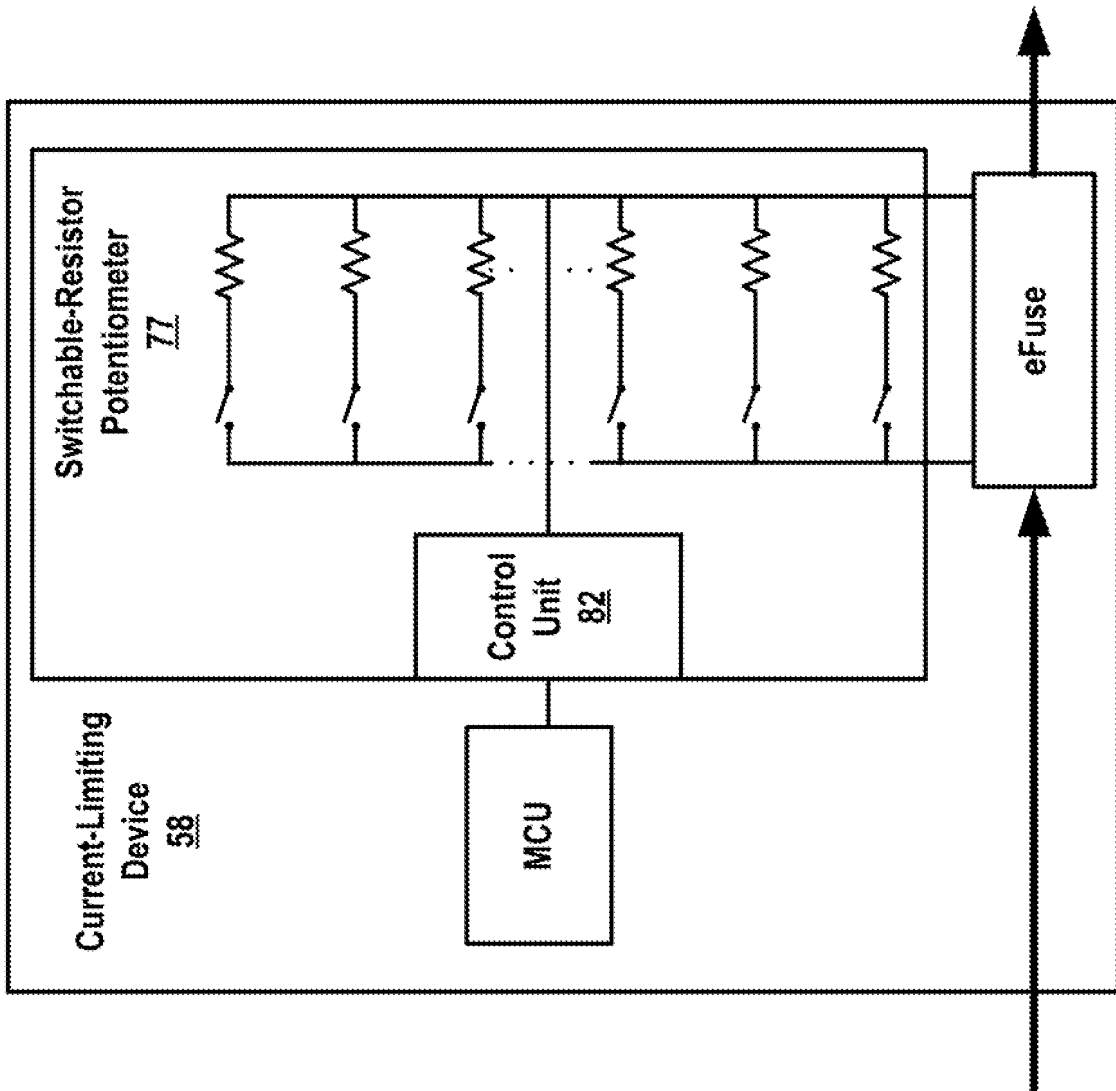 Current-Limiting
Device
58
Switchable-Resistor
Potentiometer
77
MCU
Control
Unit
82
eFuse